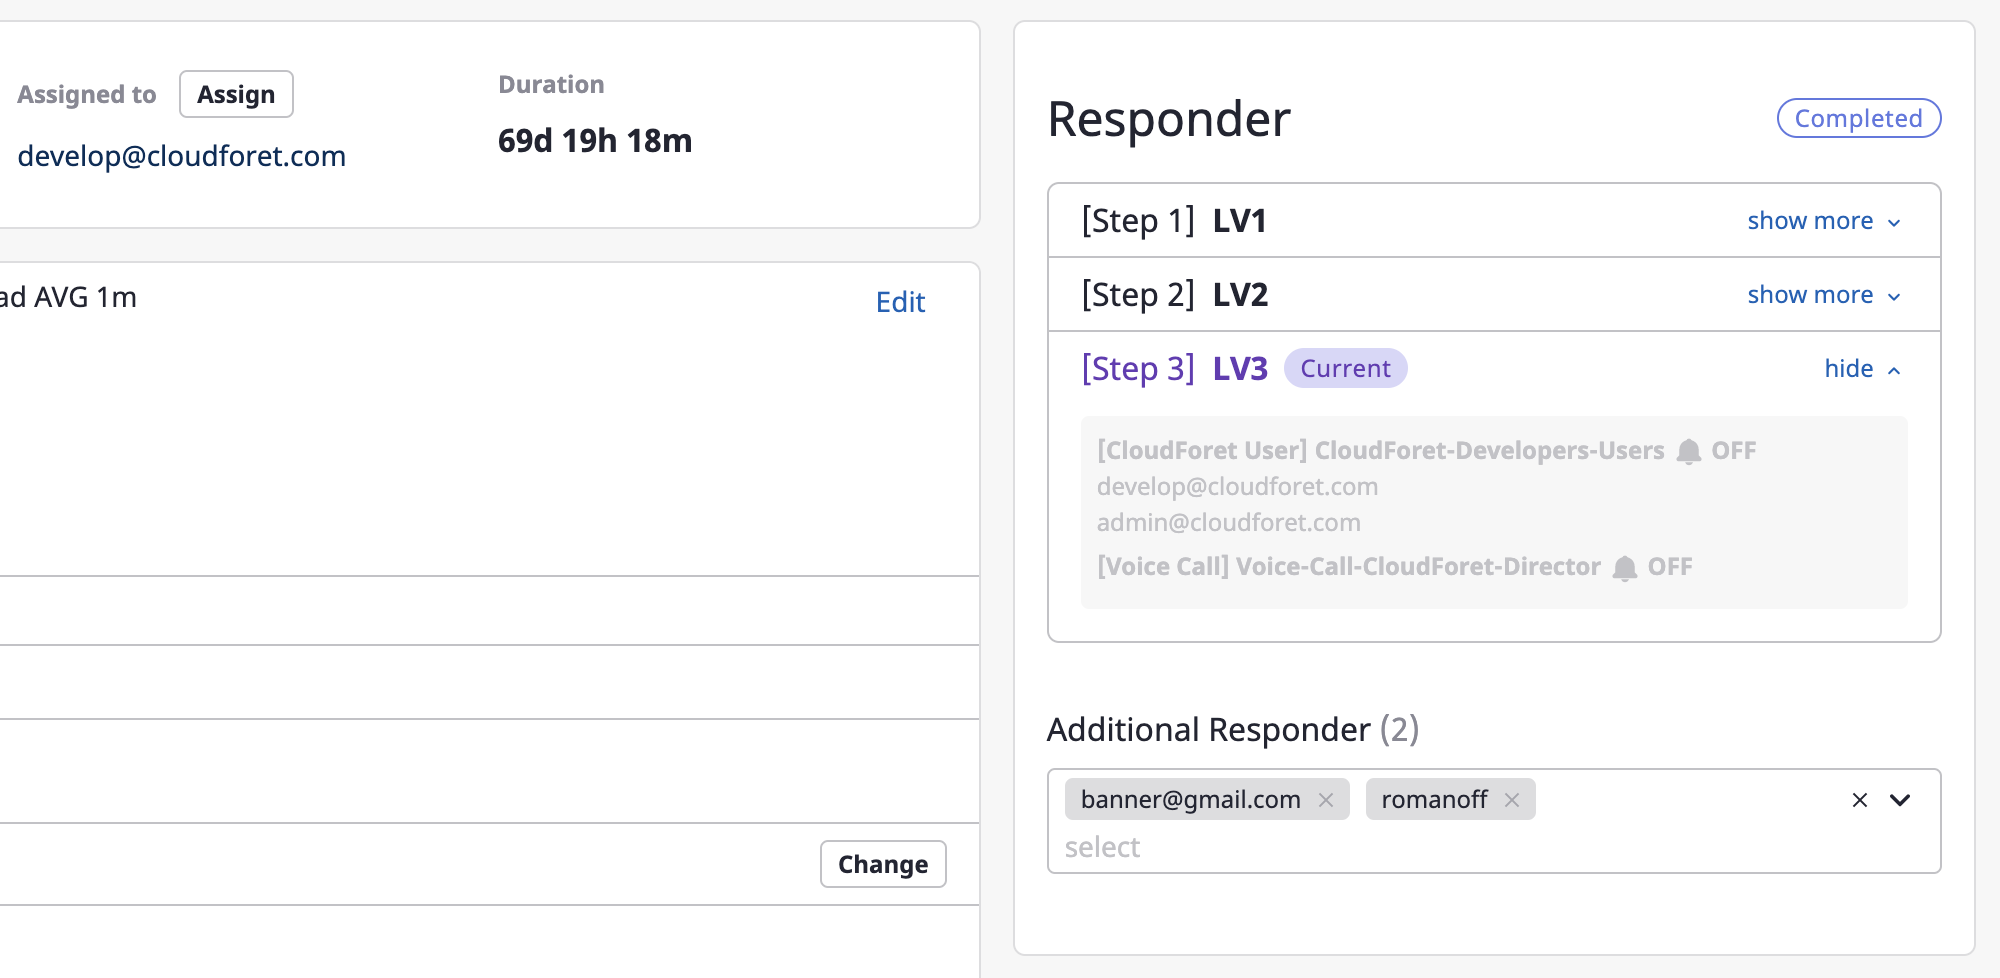 Assigned to Assign
develop@cloudforet.com
Duration
69d 19h 18m
ad AVG 1m
Edit
Change
Responder
Completed
[Step 1] LV1 show more
[Step 2] LV2 show more
[Step 3] LV3 Current hide
[CloudForet User] CloudForet-Developers-Users OFF
develop@cloudforet.com
admin@cloudforet.com
[Voice Call] Voice-Call-CloudForet-Director OFF
Additional Responder (2)
banner@gmail.com romanoff
select